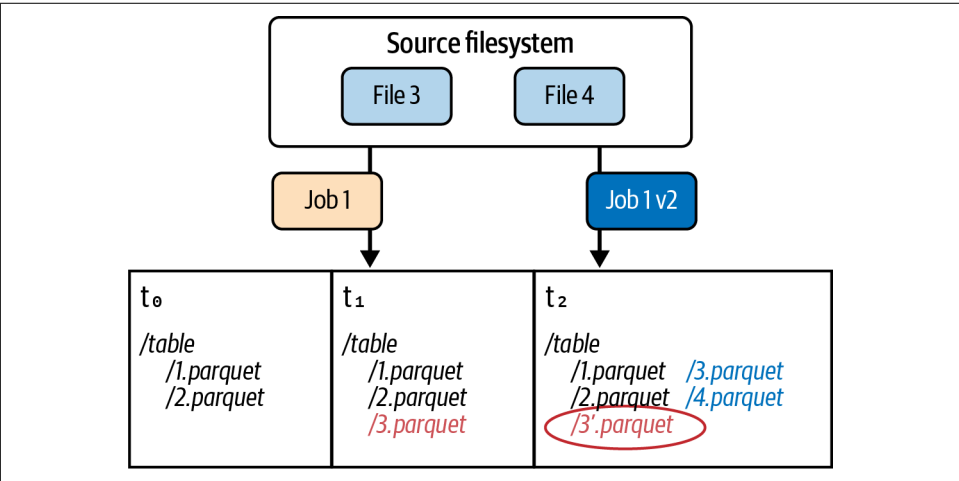 Source filesystem
File 3
File 4
Job 1
Job 1 v2
t₀
/table
/1.parquet
/2.parquet
t₁
/table
/1.parquet
/2.parquet
/3.parquet
t₂
/table
/1.parquet /3.parquet
/2.parquet /4.parquet
/3'.parquet